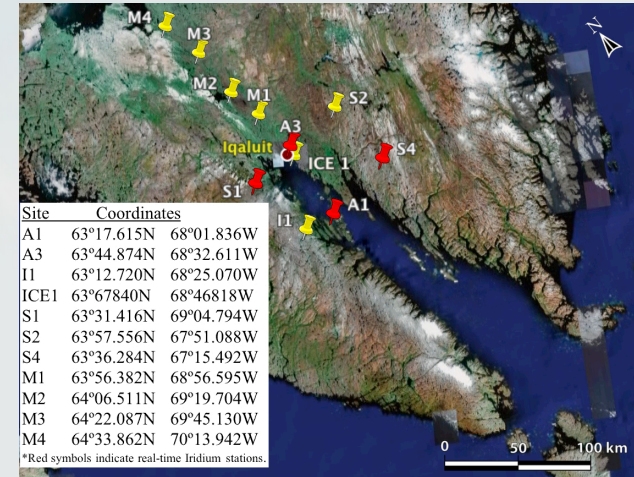 M4
M3
N
M2
M1
S2
A3
Iqaluit
ICE 1
S4
S1
A1
I1
Site Coordinates
A1 63º17.615N 68º01.836W
A3 63º44.874N 68º32.611W
I1 63º12.720N 68º25.070W
ICE1 63º67840N 68º46818W
S1 63º31.416N 69º04.794W
S2 63º57.556N 67º51.088W
S4 63º36.284N 67º15.492W
M1 63º56.382N 68º56.595W
M2 64º06.511N 69º19.704W
M3 64º22.087N 69º45.130W
M4 64º33.862N 70º13.942W
*Red symbols indicate real-time Iridium stations.
0 50 100 km